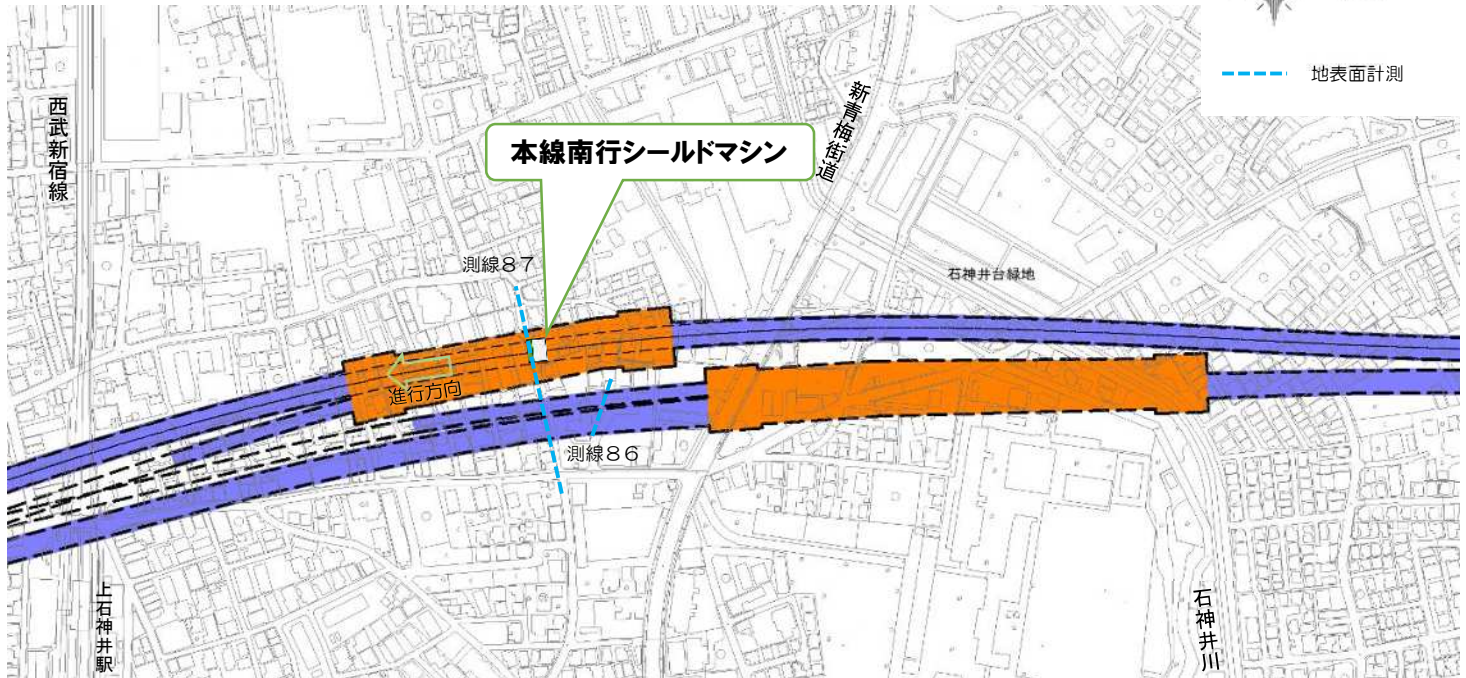 地表面計測
西武新宿線
新青梅街道
本線南行シールドマシン
測線87
石神井台緑地
進行方向
測線86
上石神井駅
石神井川